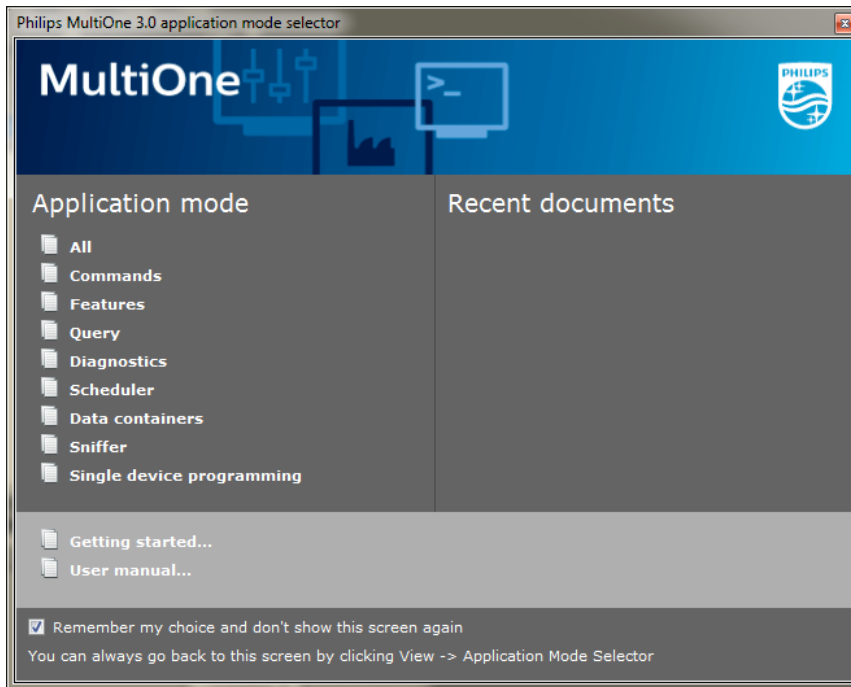 Philips MultiOne 3.0 application mode selector
MultiOne
>_
PHILIPS
Application mode
All
Commands
Features
Query
Diagnostics
Scheduler
Data containers
Sniffer
Single device programming
Recent documents
Getting started...
User manual...
Remember my choice and don't show this screen again
You can always go back to this screen by clicking View -> Application Mode Selector